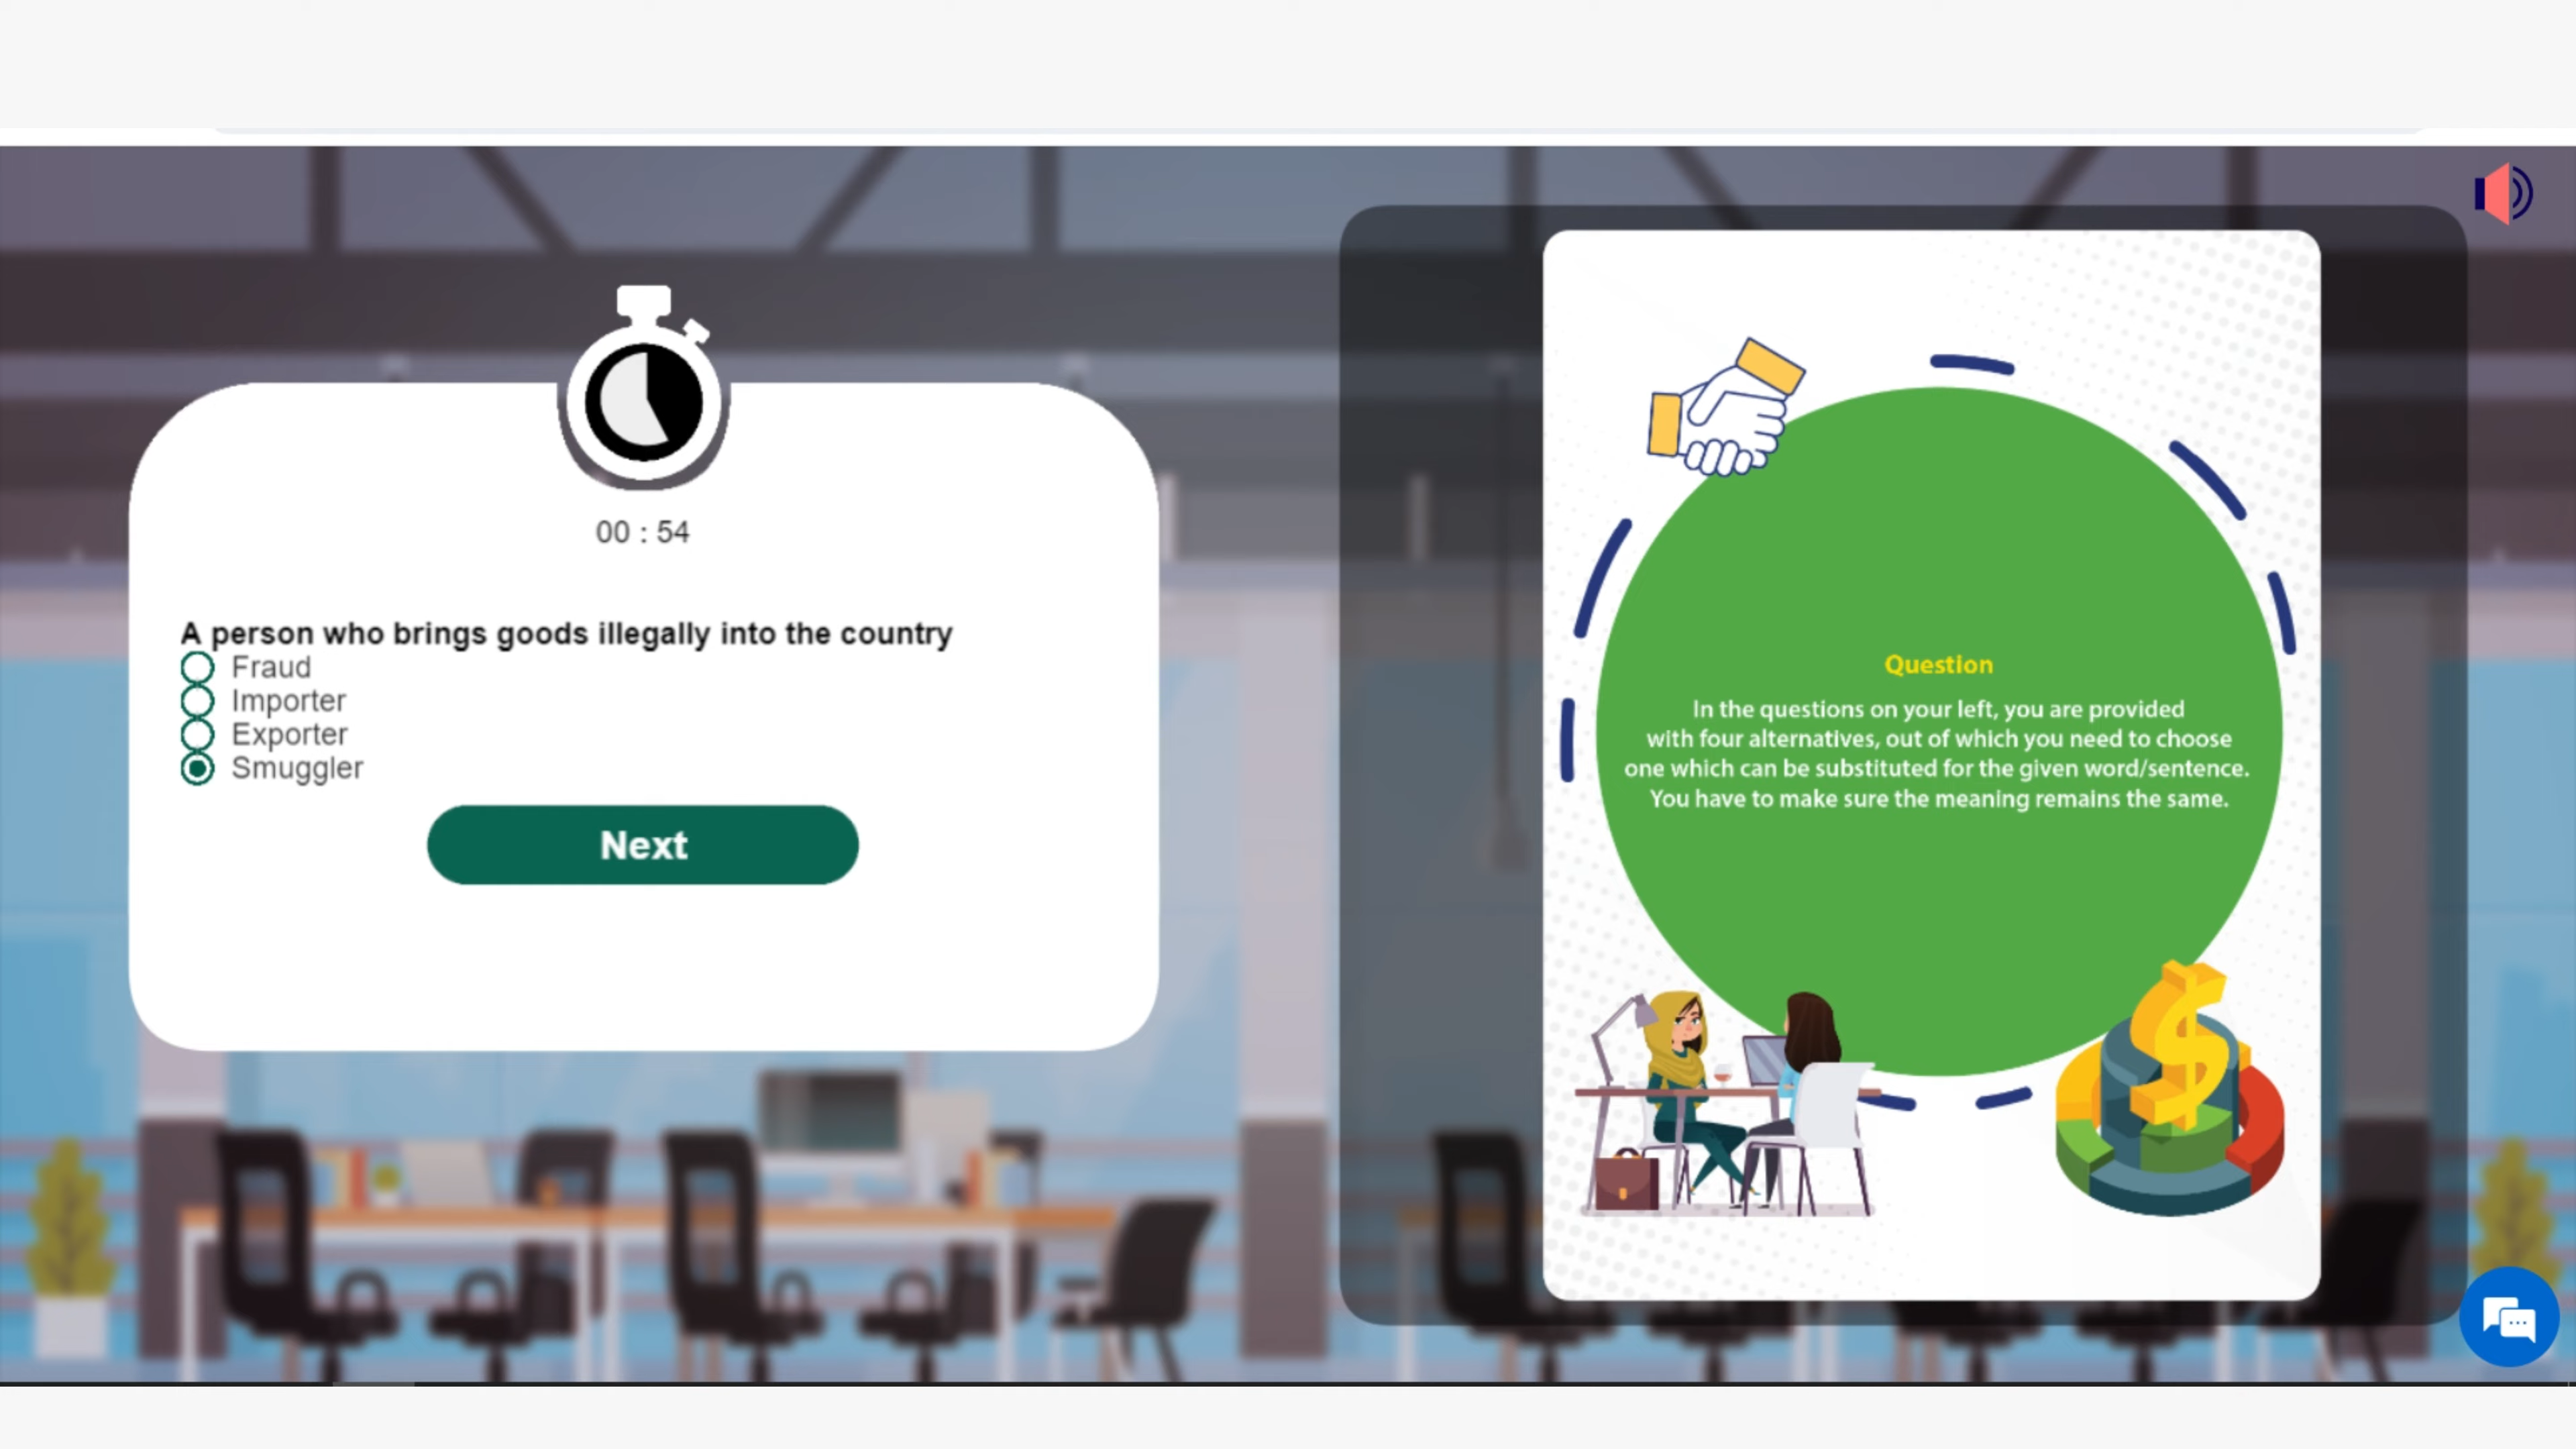 00 : 54
A person who brings goods illegally into the country
Fraud
Importer
Exporter
Smuggler
Next
Question
In the questions on your left, you are provided
with four alternatives, out of which you need to choose
one which can be substituted for the given word/sentence.
You have to make sure the meaning remains the same.